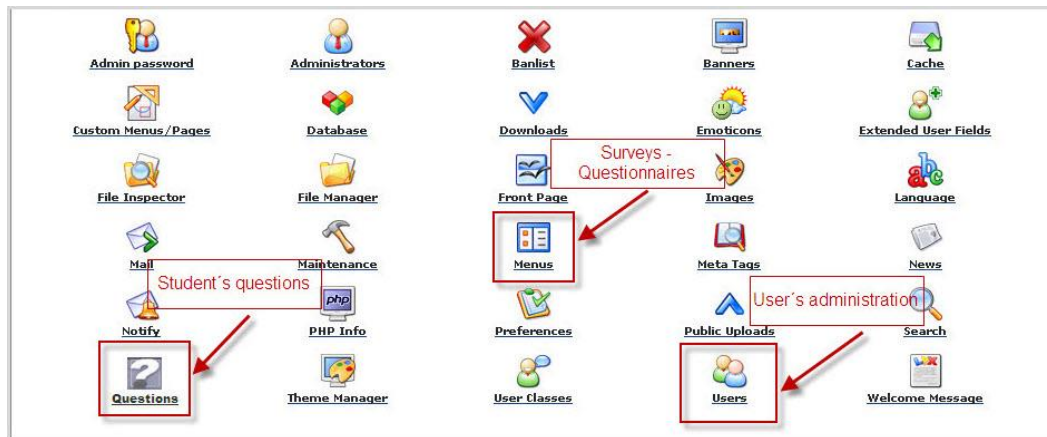 Admin password
Administrators
Banlist
Banners
Cache
Custom Menus/Pages
Database
Downloads
Emoticons
Extended User Fields
Surveys -
Questionnaires
File Inspector
File Manager
Front Page
Images
abc
Language
Mail
Maintenance
Menus
Meta Tags
News
Student´s questions
User´s administration
Notify
php
PHP Info
Preferences
Public Uploads
Search
?
Questions
Theme Manager
User Classes
Users
Welcome Message